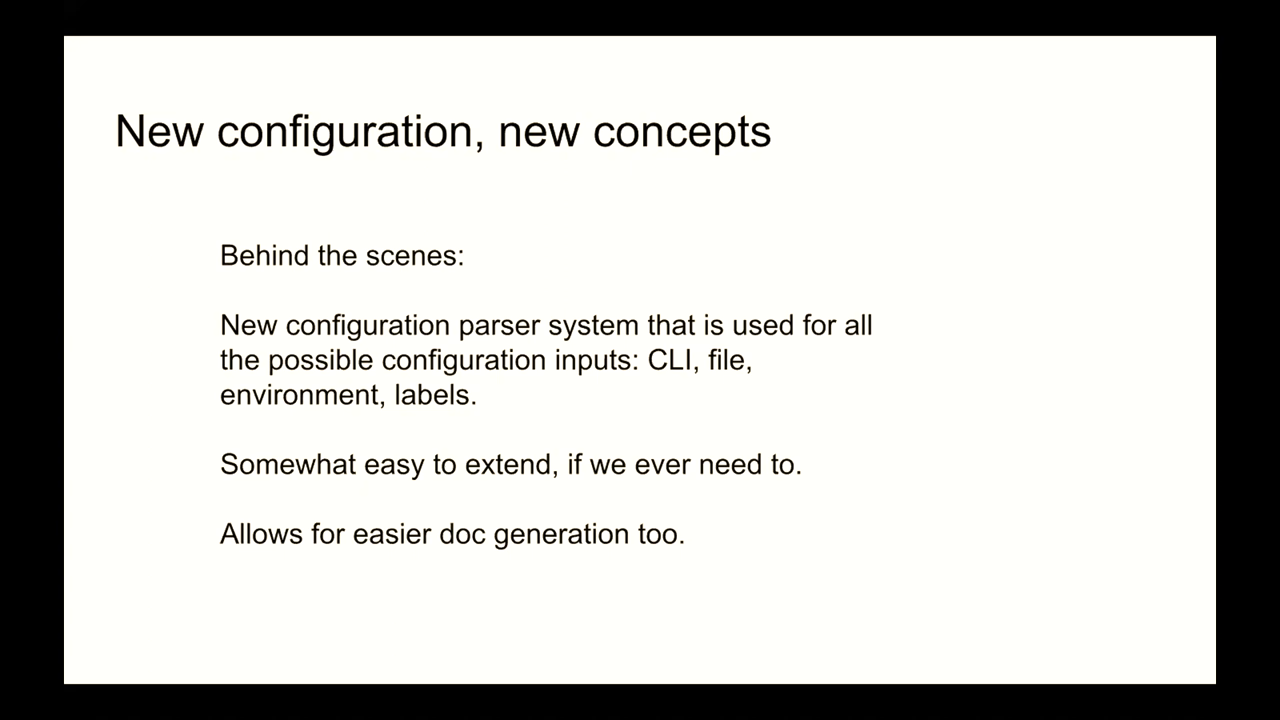 New configuration, new concepts
Behind the scenes:
New configuration parser system that is used for all
the possible configuration inputs: CLI, file,
environment, labels.
Somewhat easy to extend, if we ever need to.
Allows for easier doc generation too.